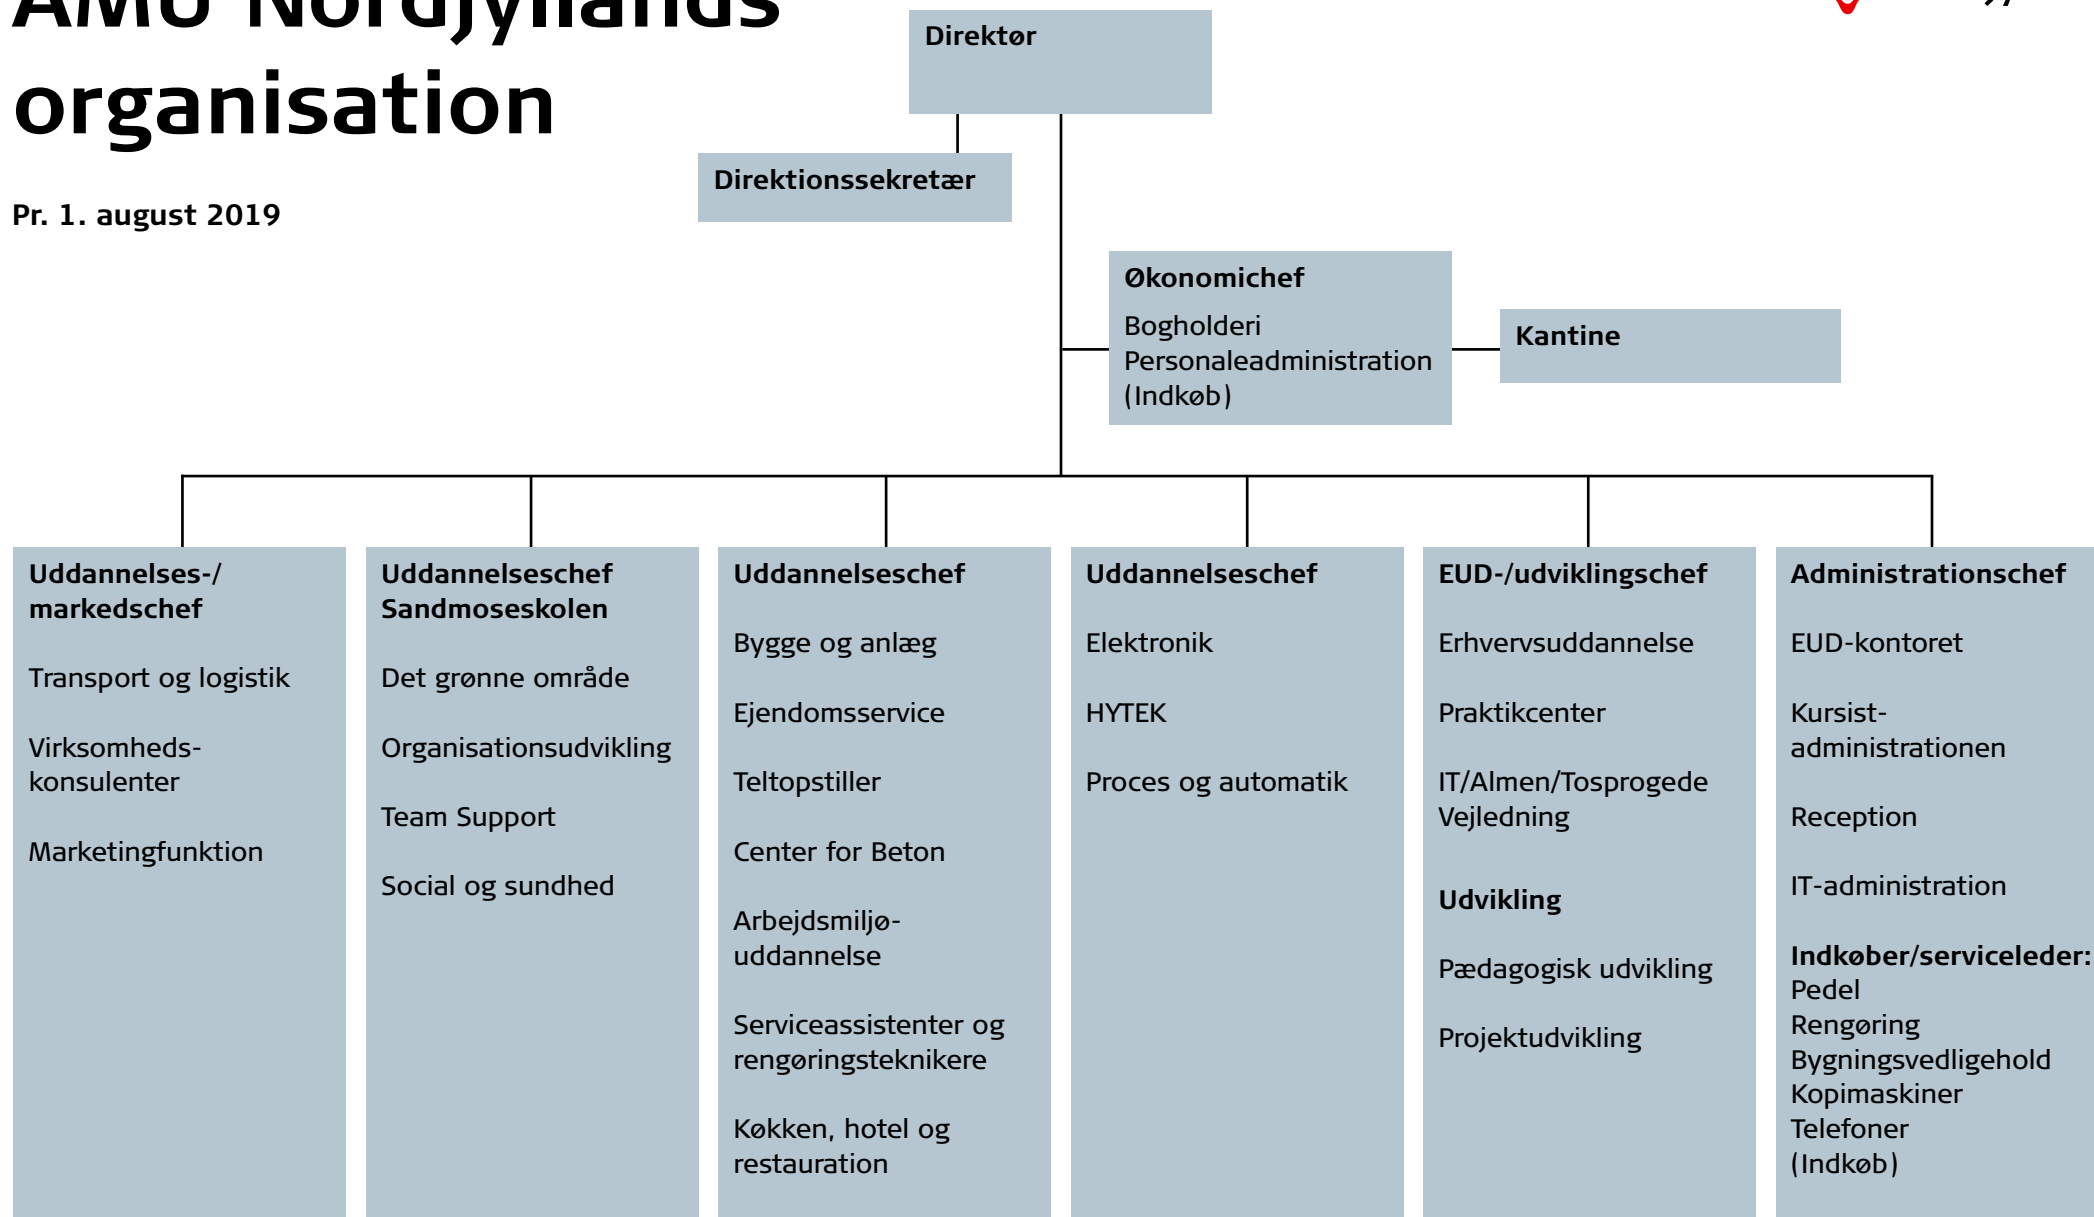 AMU Nordjyllands
organisation
Pr. 1. august 2019
Direktør
Direktionssekretær
Økonomichef
Bogholderi
Personaleadministration
(Indkøb)
Kantine
Uddannelses-/
markedschef
Transport og logistik
Virksomheds-
konsulenter
Marketingfunktion
Uddannelseschef
Sandmoseskolen
Det grønne område
Organisationsudvikling
Team Support
Social og sundhed
Uddannelseschef
Bygge og anlæg
Ejendomsservice
Teltopstiller
Center for Beton
Arbejdsmiljø-
uddannelse
Serviceassistenter og
rengøringsteknikere
Køkken, hotel og
restauration
Uddannelseschef
Elektronik
HYTEK
Proces og automatik
EUD-/udviklingschef
Erhvervsuddannelse
Praktikcenter
IT/Almen/Tosprogede
Vejledning
Udvikling
Pædagogisk udvikling
Projektudvikling
Administrationschef
EUD-kontoret
Kursist-
administrationen
Reception
IT-administration
Indkøber/serviceleder:
Pedel
Rengøring
Bygningsvedligehold
Kopimaskiner
Telefoner
(Indkøb)